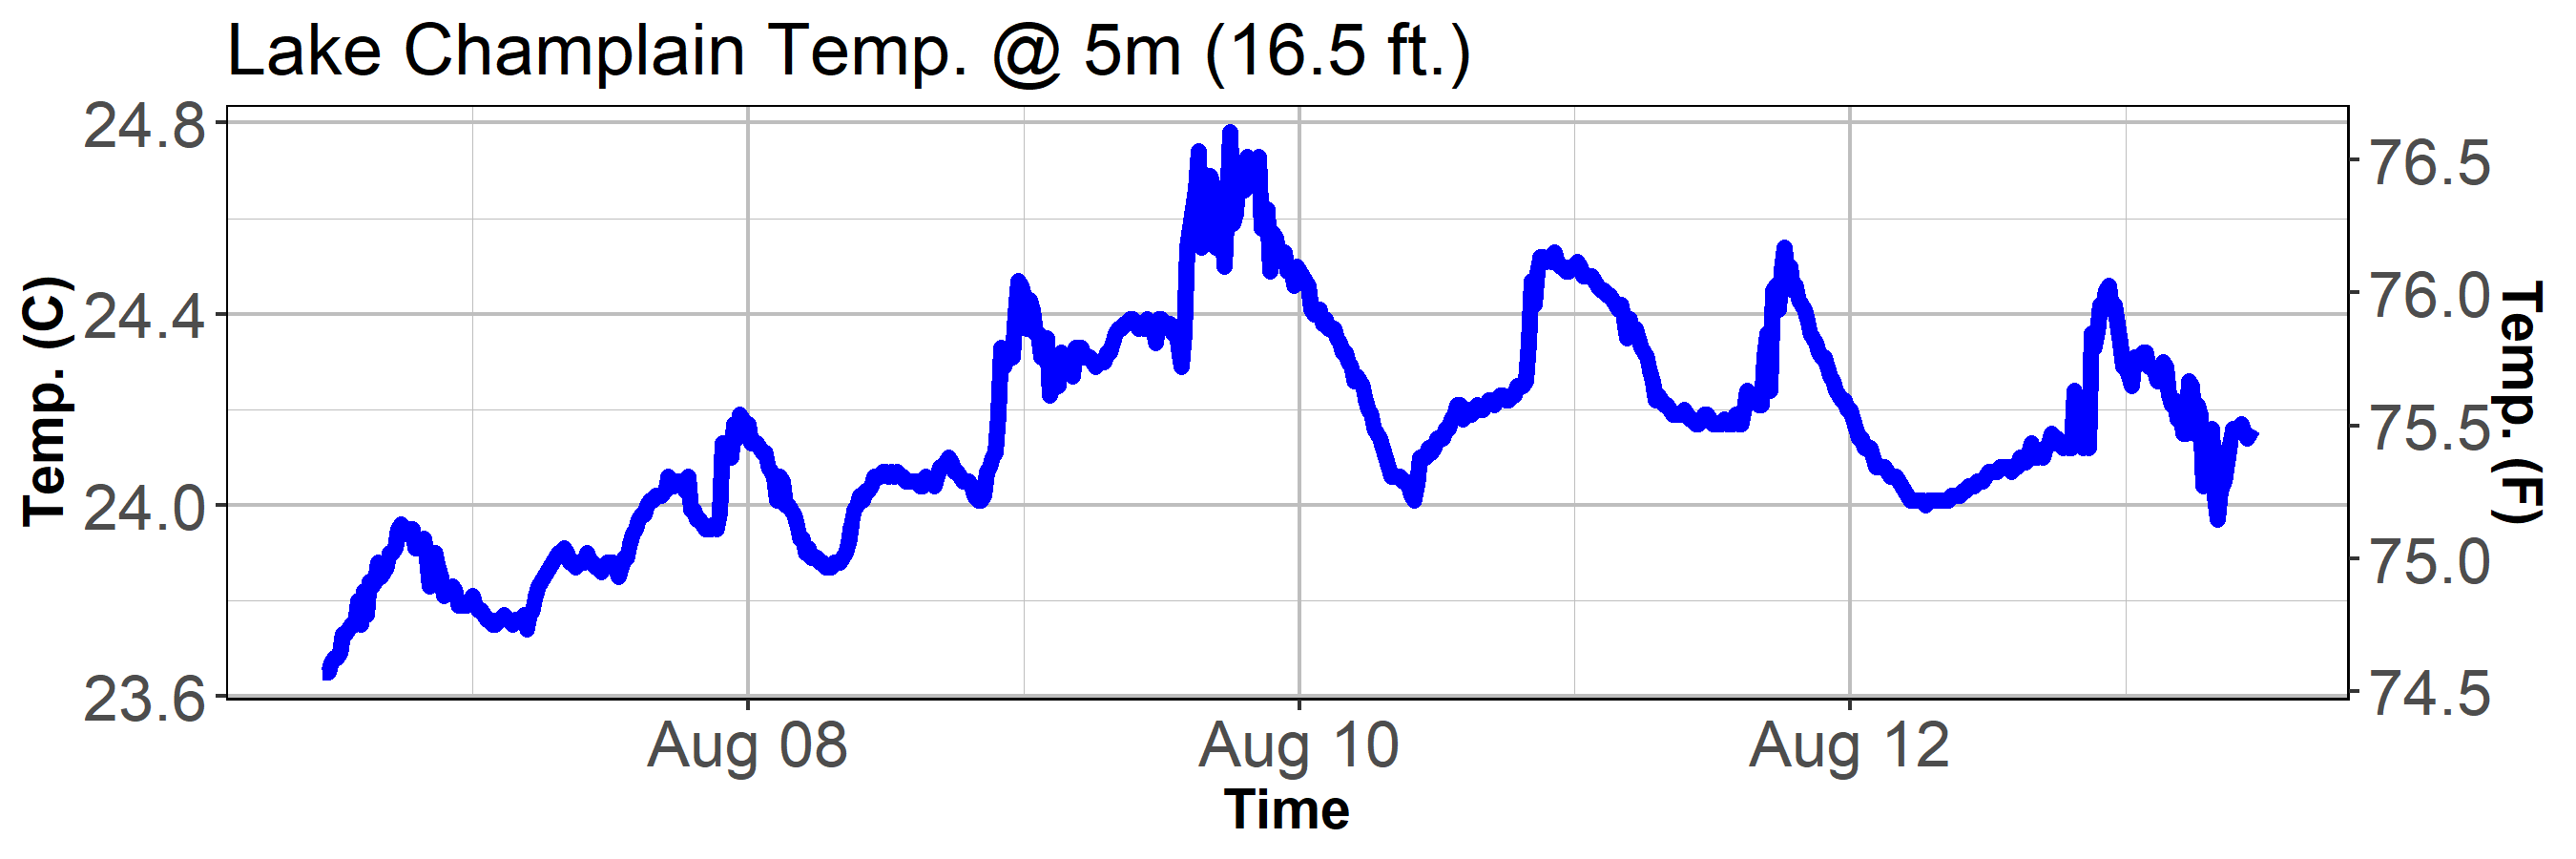 Lake Champlain Temp. @ 5m (16.5 ft.)
24.8
24.4
24.0
23.6
Temp. (C)
76.5
76.0
75.5
75.0
74.5
Temp. (F)
Aug 08
Aug 10
Aug 12
Time